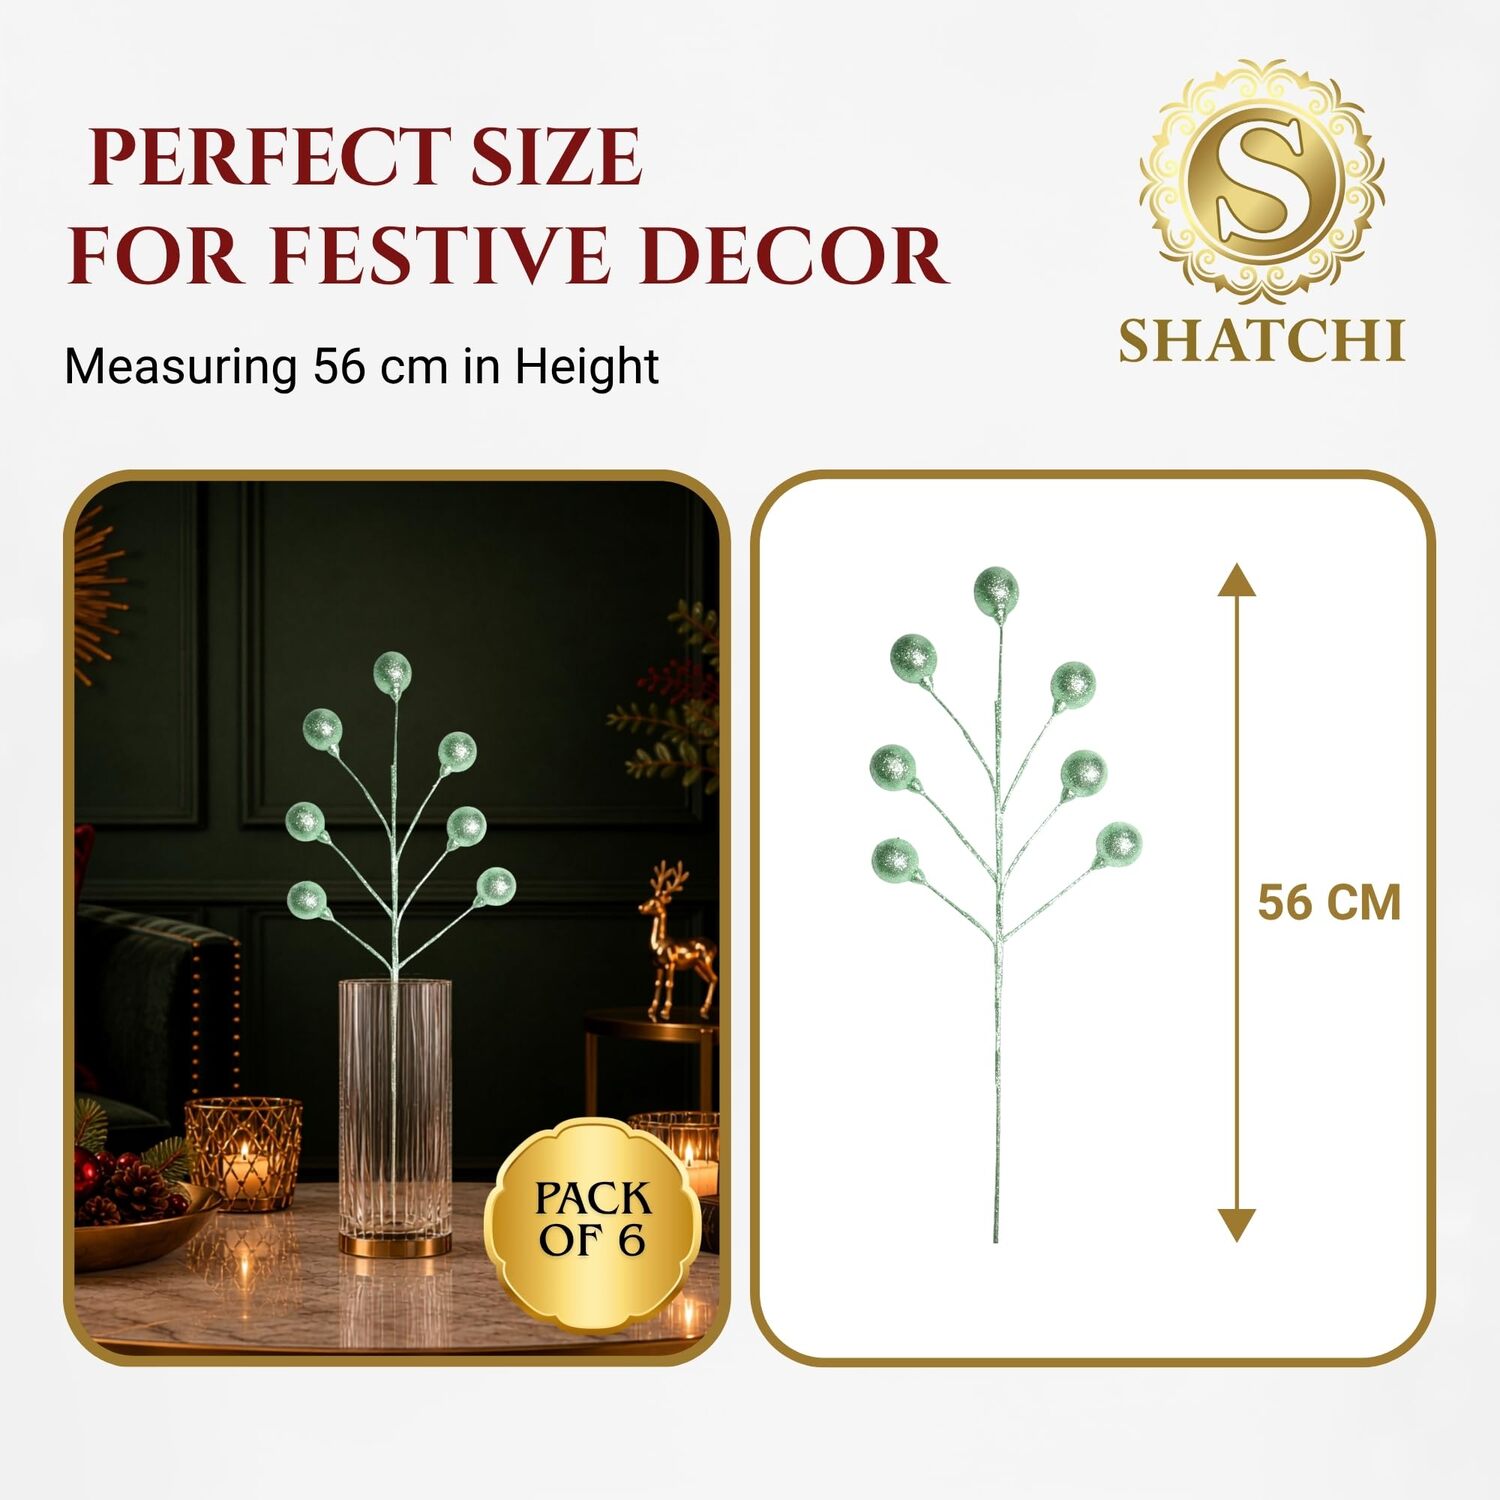 PERFECT SIZE
FOR FESTIVE DECOR
Measuring 56 cm in Height
S
SHATCHI
56 CM
PACK
OF 6